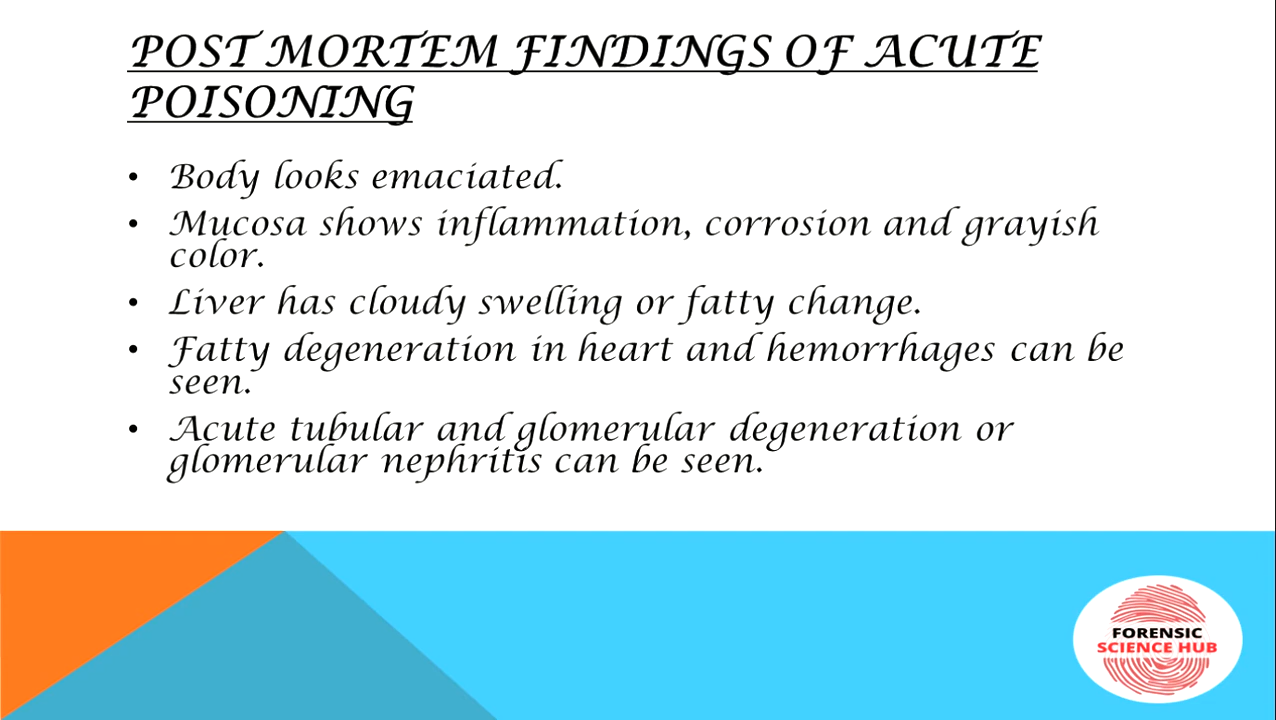 POST MORTEM FINDINGS OF ACUTE
POISONING
• Body looks emaciated.
• Mucosa shows inflammation, corrosion and grayish
color.
• Liver has cloudy swelling or fatty change.
• Fatty degeneration in heart and hemorrhages can be
seen.
• Acute tubular and glomerular degeneration or
glomerular nephritis can be seen.
FORENSIC
SCIENCE HUB